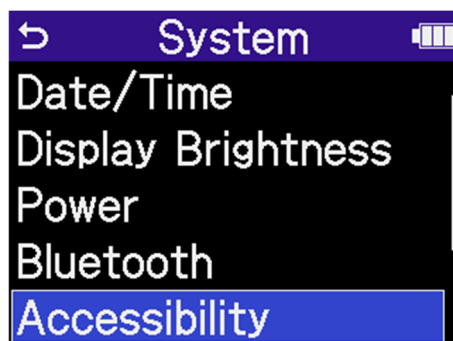 System
Date/Time
Display Brightness
Power
Bluetooth
Accessibility